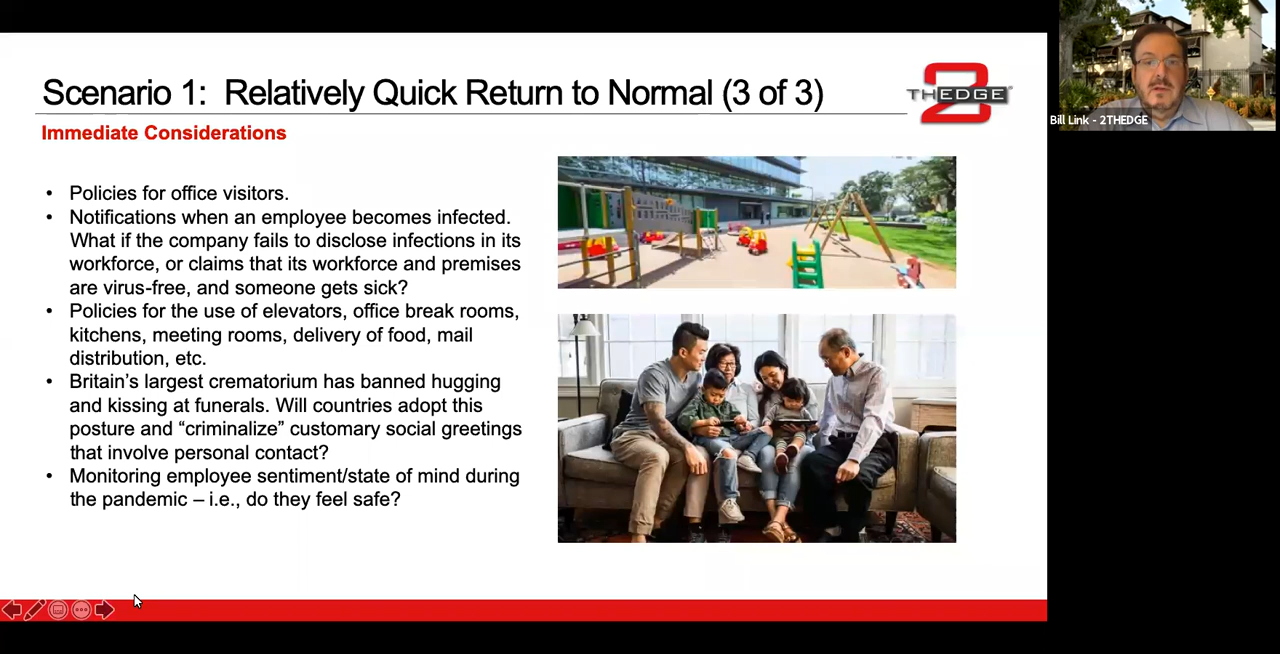 Scenario 1: Relatively Quick Return to Normal (3 of 3)
2
THEDGE
Immediate Considerations
Bill Link - 2THEDGE
• Policies for office visitors.
• Notifications when an employee becomes infected.
What if the company fails to disclose infections in its
workforce, or claims that its workforce and premises
are virus-free, and someone gets sick?
• Policies for the use of elevators, office break rooms,
kitchens, meeting rooms, delivery of food, mail
distribution, etc.
• Britain’s largest crematorium has banned hugging
and kissing at funerals. Will countries adopt this
posture and “criminalize” customary social greetings
that involve personal contact?
• Monitoring employee sentiment/state of mind during
the pandemic – i.e., do they feel safe?